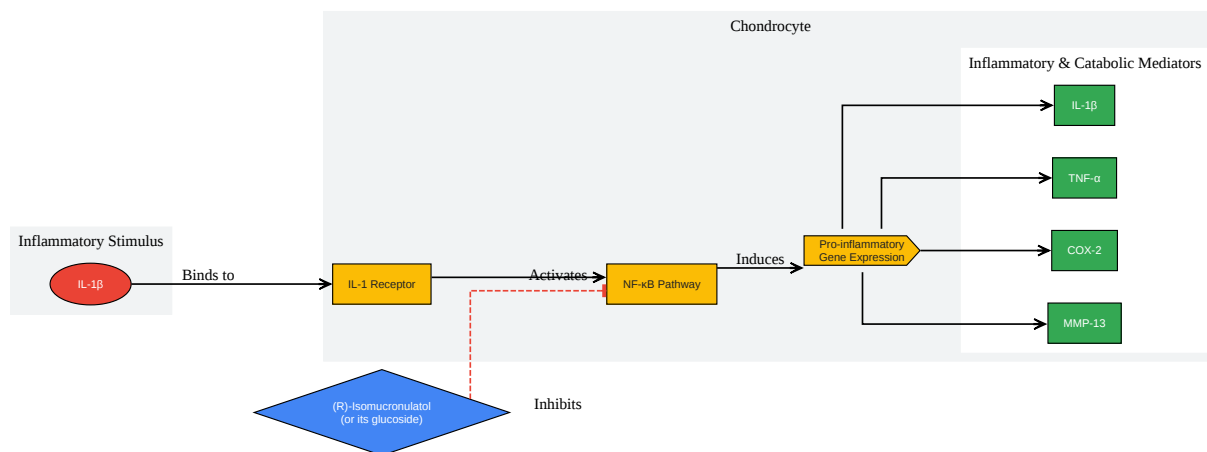 Chondrocyte
Inflammatory & Catabolic Mediators
IL-1β
TNF-α
Inflammatory Stimulus
IL-1β
Binds to
IL-1 Receptor
Activates
NF-κB Pathway
Induces
Pro-inflammatory
Gene Expression
COX-2
MMP-13
(R)-Isomucronulatol
(or its glucoside)
Inhibits